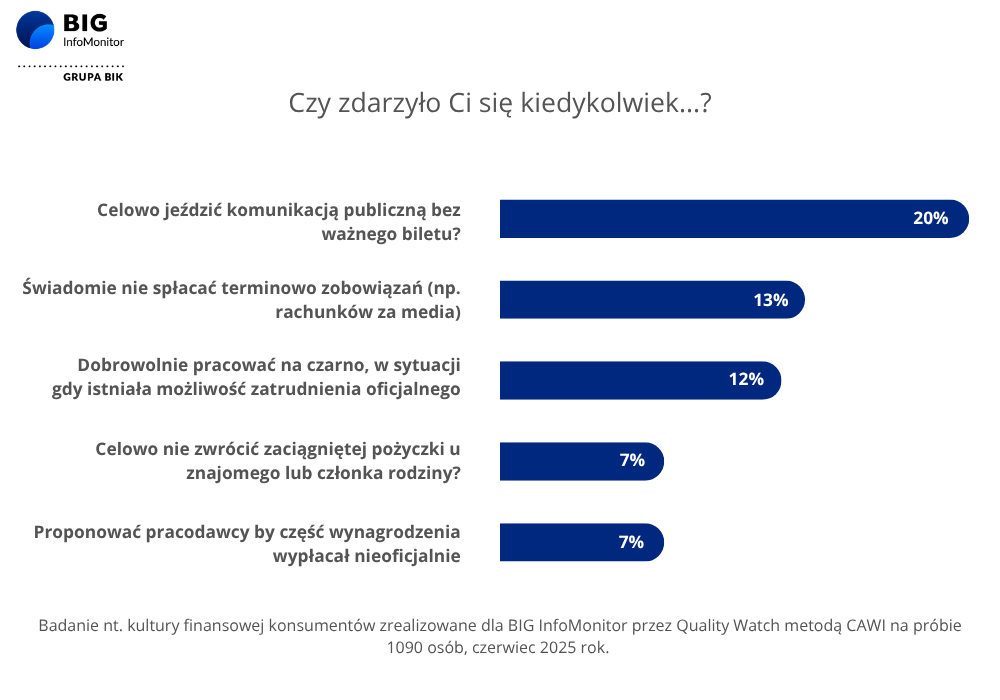 BIG
InfoMonitor
GRUPA BIK
Czy zdarzyło Ci się kiedykolwiek...?
Celowo jeździć komunikacją publiczną bez
ważnego biletu?
20%
Świadomie nie spłacać terminowo zobowiązań (np.
rachunków za media)
13%
Dobrowolnie pracować na czarno, w sytuacji
gdy istniała możliwość zatrudnienia oficjalnego
12%
Celowo nie zwrócić zaciągniętej pożyczki u
znajomego lub członka rodziny?
7%
Proponować pracodawcy by część wynagrodzenia
wypłacał nieoficjalnie
7%
Badanie nt. kultury finansowej konsumentów zrealizowane dla BIG InfoMonitor przez Quality Watch metodą CAWI na próbie
1090 osób, czerwiec 2025 rok.